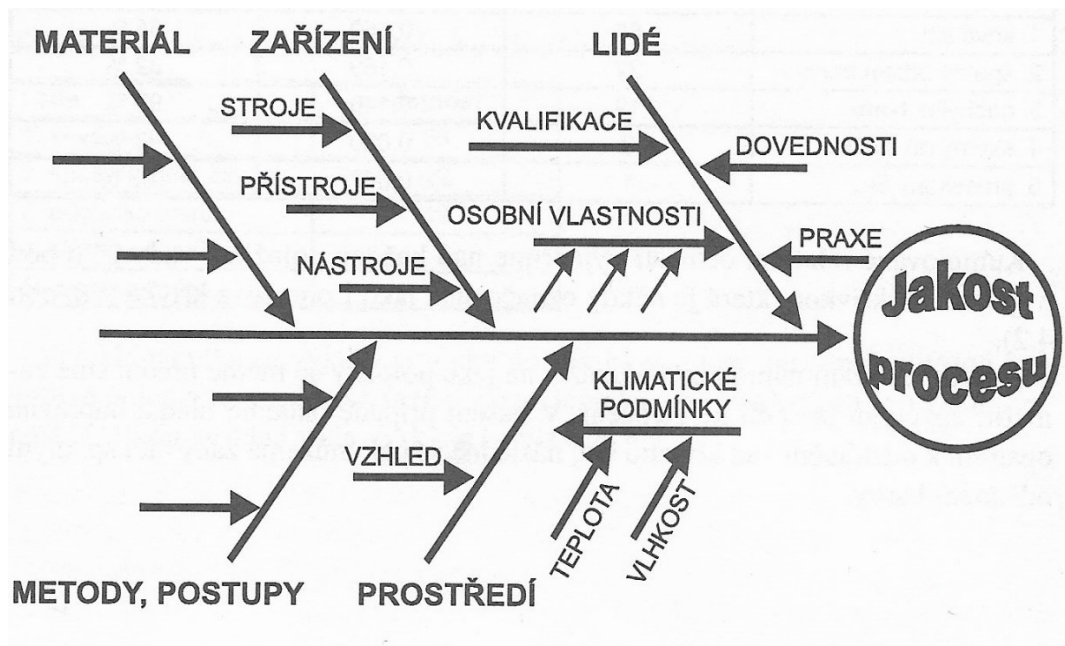 MATERIÁL
ZAŘÍZENÍ
LIDÉ
STROJE
KVALIFIKACE
DOVEDNOSTI
PŘÍSTROJE
OSOBNÍ VLASTNOSTI
PRAXE
NÁSTROJE
Jakost
procesu
KLIMATICKÉ
PODMÍNKY
VZHLED
TEPLOTA
VLHKOST
METODY, POSTUPY
PROSTŘEDÍ